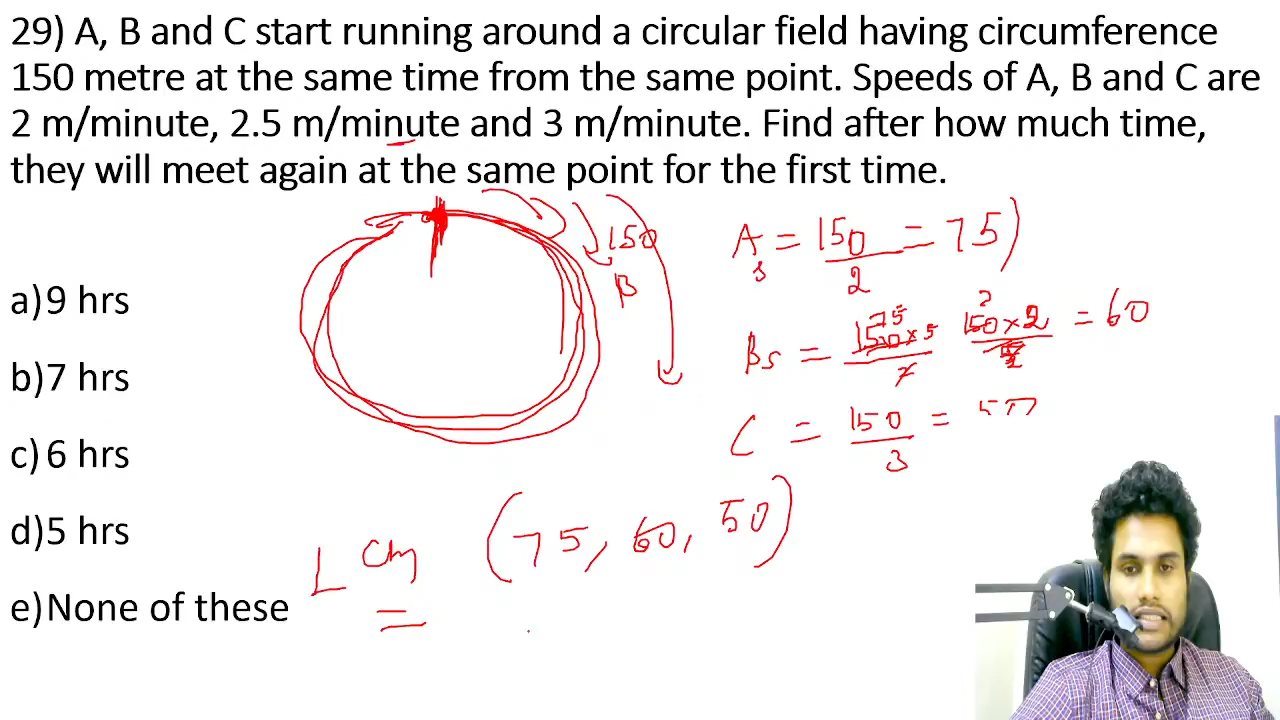 29) A, B and C start running around a circular field having circumference
150 metre at the same time from the same point. Speeds of A, B and C are
2 m/minute, 2.5 m/minute and 3 m/minute. Find after how much time,
they will meet again at the same point for the first time.
a) 9 hrs
b) 7 hrs
c) 6 hrs
d) 5 hrs
e) None of these
150
B
A = 150/2 = 75)
s
Bs = 150×2 = 60
C = 150/3 = 50
LCM (75, 60, 50)
=